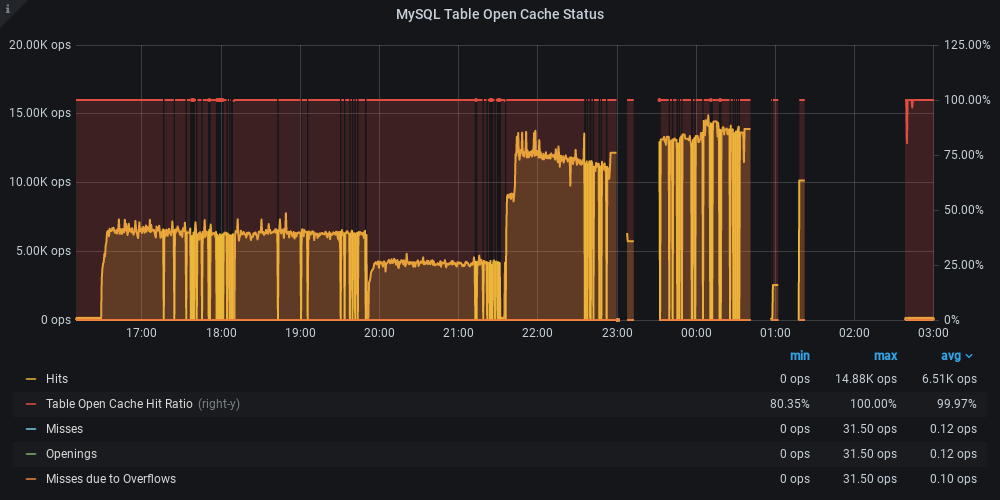 i
MySQL Table Open Cache Status
20.00K ops 125.00%
15.00K ops 100.00%
10.00K ops 75.00%
5.00K ops 50.00%
0 ops 25.00%
0%
17:00 18:00 19:00 20:00 21:00 22:00 23:00 00:00 01:00 02:00 03:00
min max avg
Hits 0 ops 14.88K ops 6.51K ops
Table Open Cache Hit Ratio (right-y) 80.35% 100.00% 99.97%
Misses 0 ops 31.50 ops 0.12 ops
Openings 0 ops 31.50 ops 0.12 ops
Misses due to Overflows 0 ops 31.50 ops 0.10 ops